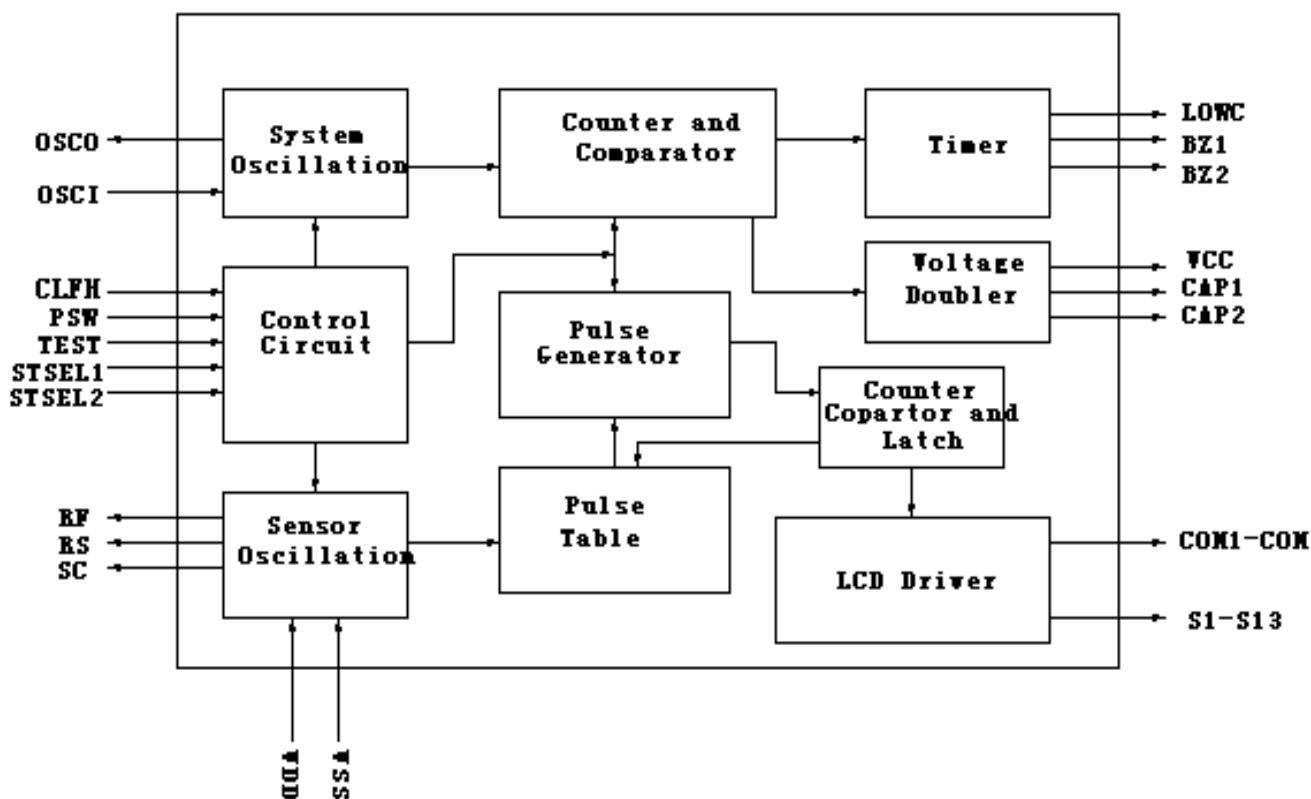 OSCO
OSCI
CLFH
PSW
TEST
STSEL1
STSEL2
RF
RS
SC
System
Oscillation
Control
Circuit
Sensor
Oscillation
Counter and
Comparator
Pulse
Generator
Pulse
Table
Timer
Voltage
Doubler
Counter
Copartor and
Latch
LCD Driver
LOWC
BZ1
BZ2
VCC
CAP1
CAP2
COM1-COM
S1-S13
VDD
VSS